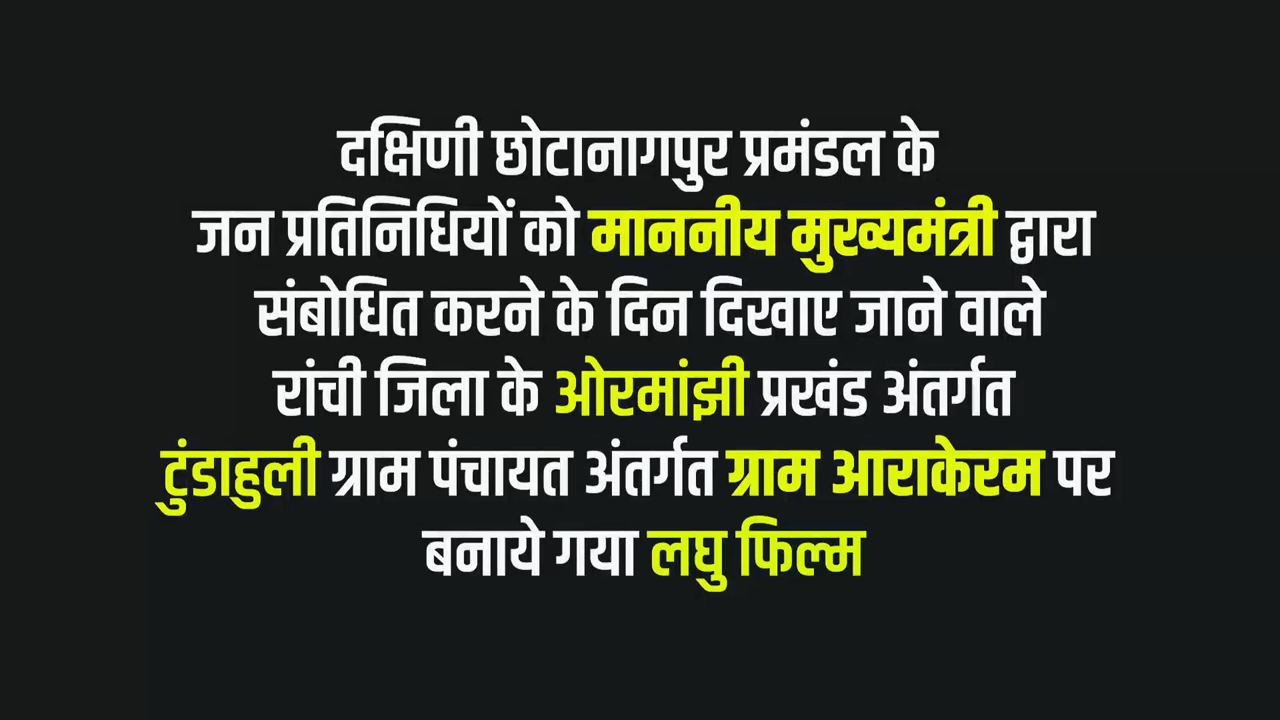 दक्षिणी छोटानागपुर प्रमंडल के
जन प्रतिनिधियों को माननीय मुख्यमंत्री द्वारा
संबोधित करने के दिन दिखाए जाने वाले
रांची जिला के ओरमांझी प्रखंड अंतर्गत
टुंडाहुली ग्राम पंचायत अंतर्गत ग्राम आराकेरम पर
बनाये गया लघु फिल्म